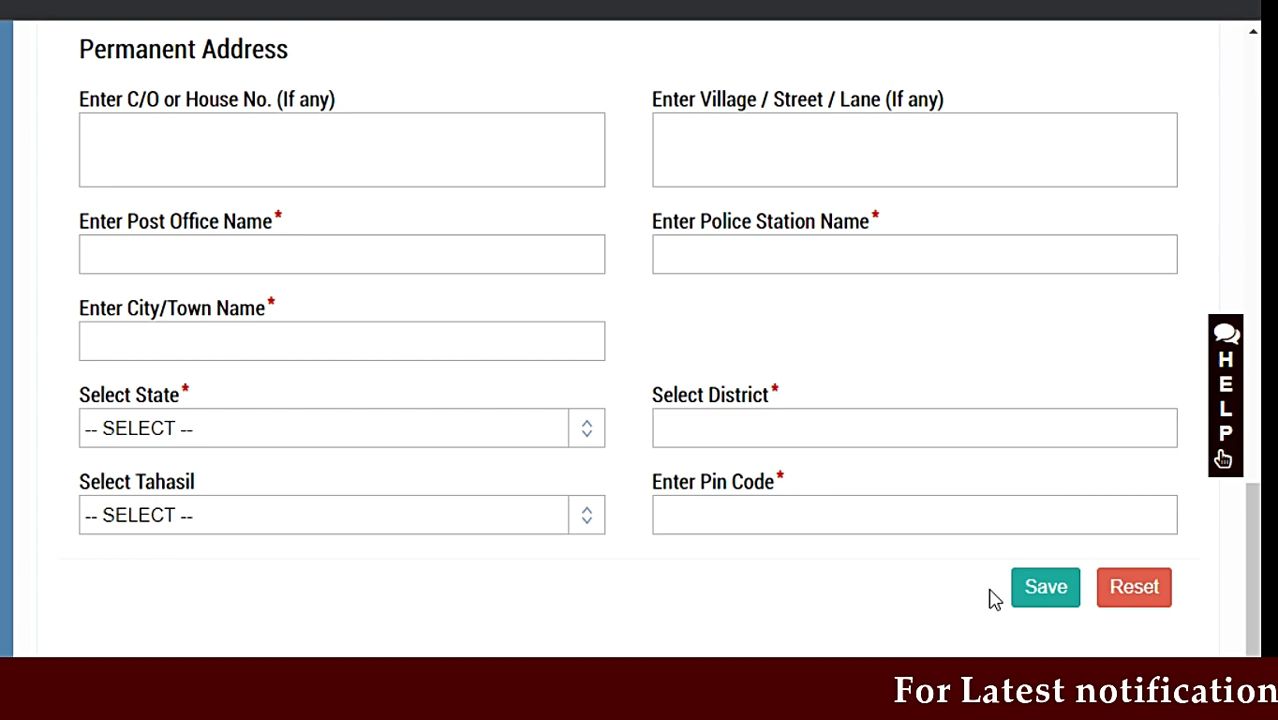 Permanent Address
Enter C/O or House No. (If any)
Enter Village / Street / Lane (If any)
Enter Post Office Name*
Enter Police Station Name*
Enter City/Town Name*
Select State*
-- SELECT --
Select District*
Select Tahasil
-- SELECT --
Enter Pin Code*
HELP
Save
Reset
For Latest notification